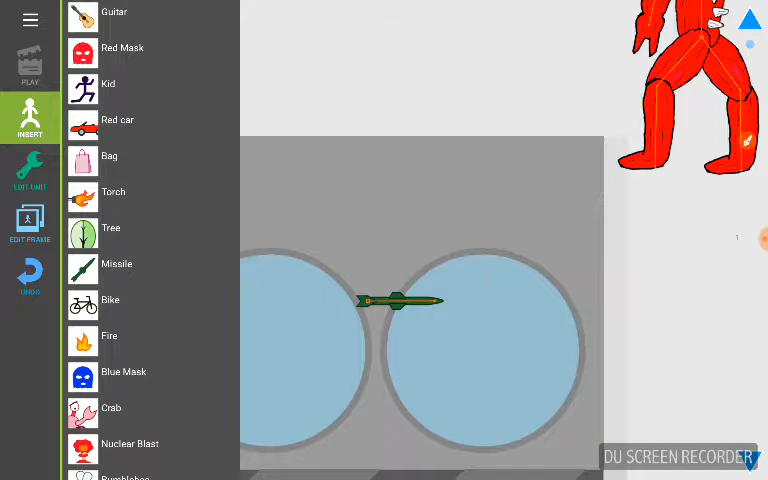 Guitar
Red Mask
Kid
Red car
Bag
Torch
Tree
Missile
Bike
Fire
Blue Mask
Crab
Nuclear Blast
Bumblebee
PLAY
INSERT
EDIT UNIT
EDIT FRAME
UNDO
1
DU SCREEN RECORDER